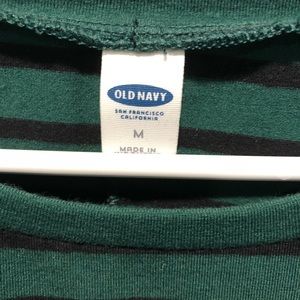 OLD NAVY
SAN FRANCISCO
CALIFORNIA
M
MADE IN